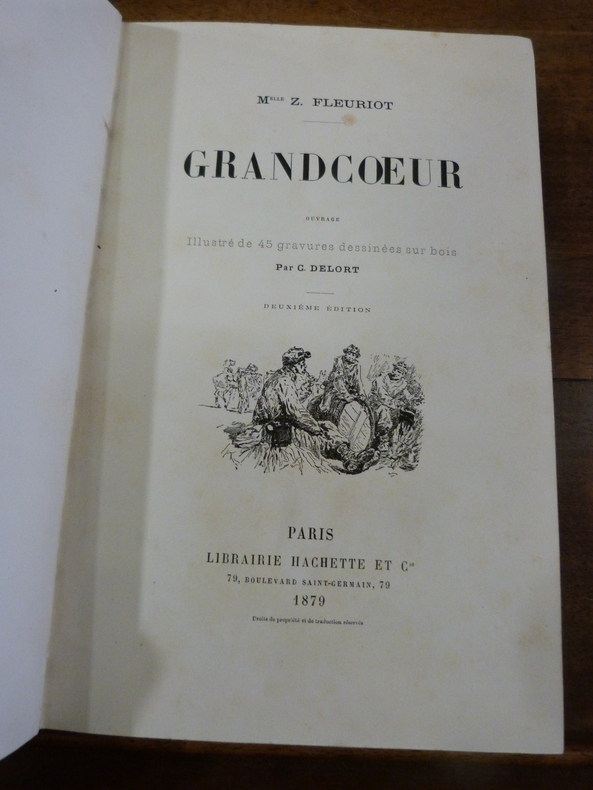 Melle Z. FLEURIOT
GRANDCŒUR
OUVRAGE
Illustré de 45 gravures dessinées sur bois
Par C. DELORT
DEUXIÈME ÉDITION
PARIS
LIBRAIRIE HACHETTE ET Cie
79, BOULEVARD SAINT-GERMAIN, 79
1879
Droits de propriété et de traduction réservés